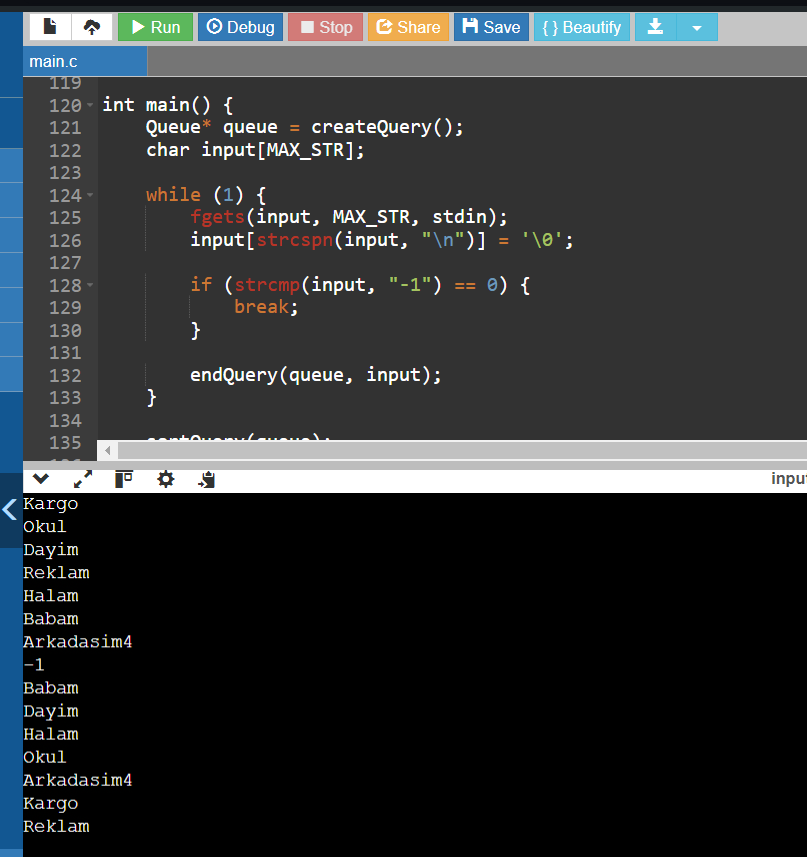 Run Debug Stop Share Save { } Beautify
main.c
119
120 int main() {
121 Queue* queue = createQuery();
122 char input[MAX_STR];
123
124 while (1) {
125 fgets(input, MAX_STR, stdin);
126 input[strcspn(input, "\n")] = '\0';
127
128 if (strcmp(input, "-1") == 0) {
129 break;
130 }
131
132 endQuery(queue, input);
133 }
134
135 sortQuery(queue);
input
Kargo
Okul
Dayim
Reklam
Halam
Babam
Arkadasim4
-1
Babam
Dayim
Halam
Okul
Arkadasim4
Kargo
Reklam